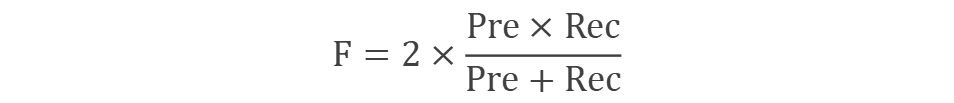 F = 2 × Pre × Rec / Pre + Rec